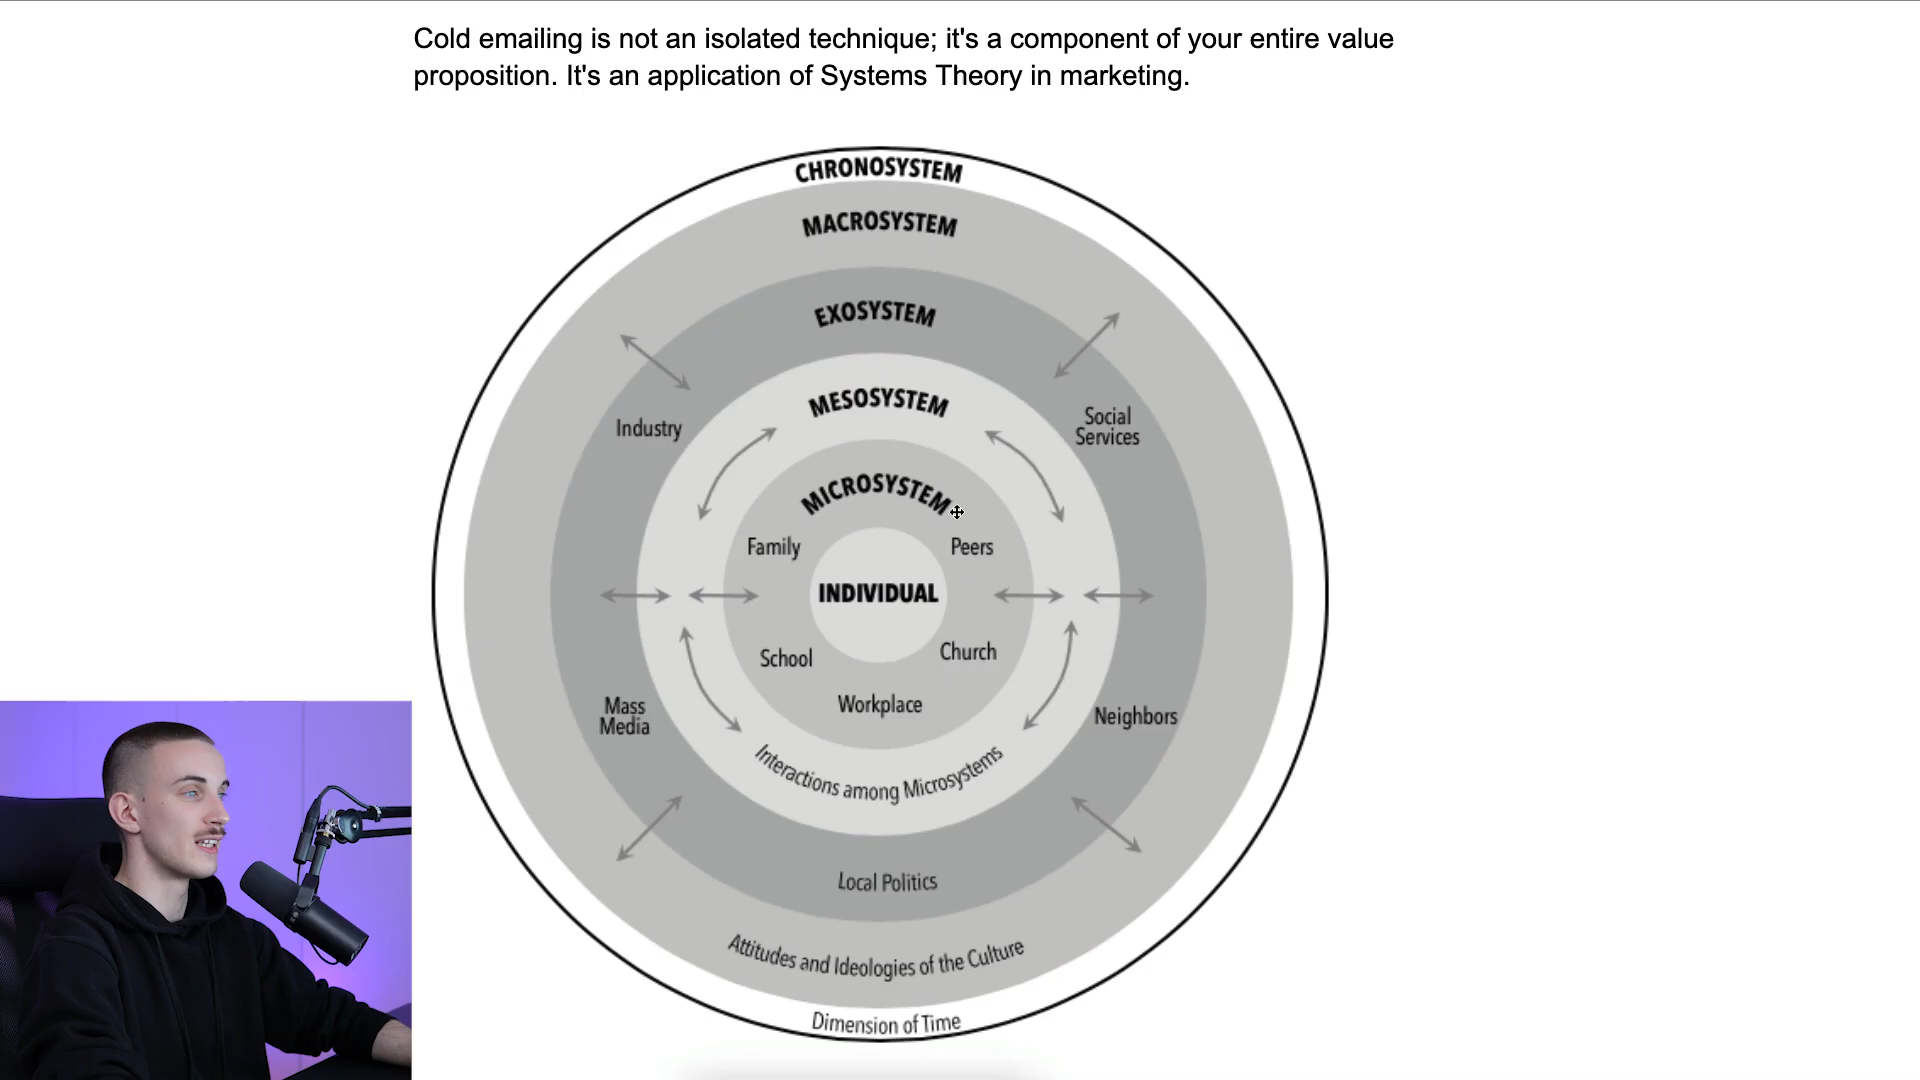 Cold emailing is not an isolated technique; it's a component of your entire value
proposition. It's an application of Systems Theory in marketing.
CHRONOSYSTEM
MACROSYSTEM
EXOSYSTEM
MESOSYSTEM
Industry
Social
Services
MICROSYSTEM
Family
Peers
INDIVIDUAL
School
Church
Workplace
Mass
Media
Neighbors
Interactions among Microsystems
Local Politics
Attitudes and Ideologies of the Culture
Dimension of Time